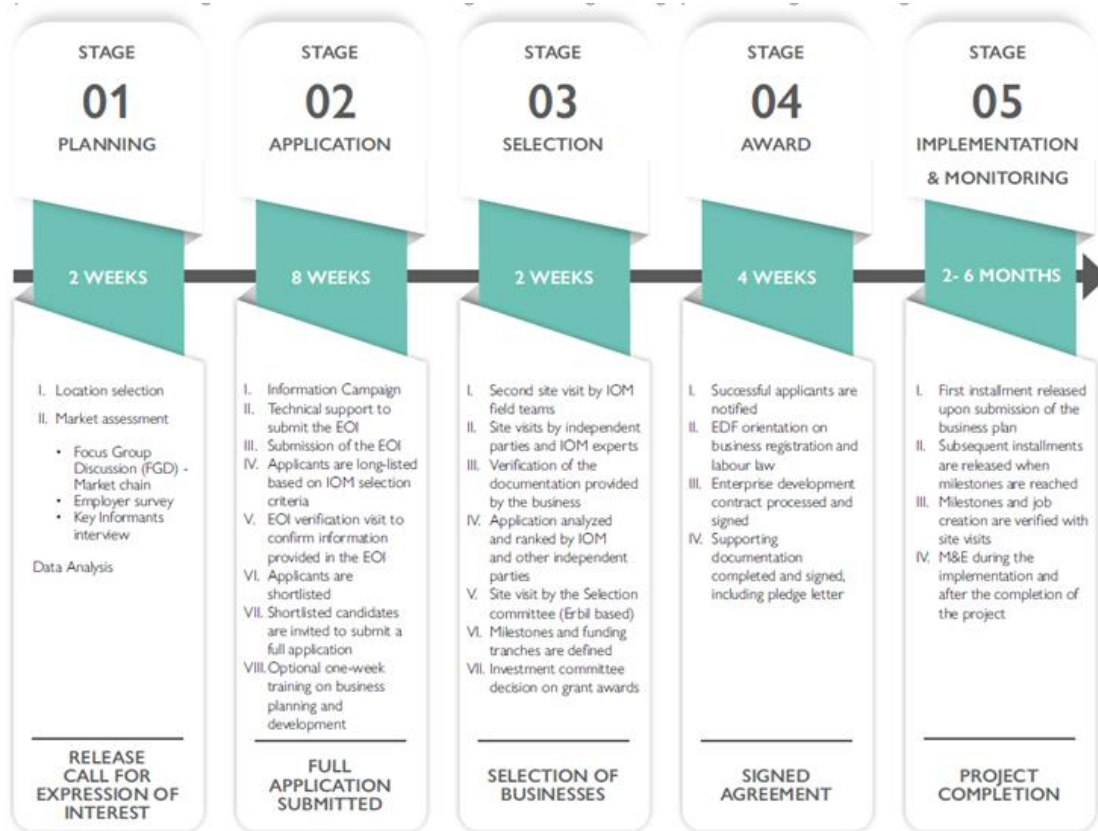 STAGE
01
PLANNING
2 WEEKS
I. Location selection
II. Market assessment
• Focus Group
Discussion (FGD) -
Market chain
• Employer survey
• Key Informants
interview
Data Analysis
RELEASE
CALL FOR
EXPRESSION OF
INTEREST
STAGE
02
APPLICATION
8 WEEKS
I. Information Campaign
II. Technical support to
submit the EOI
III. Submission of the EOI
IV. Applicants are long-listed
based on IOM selection
criteria
V. EOI verification visit to
confirm information
provided in the EOI
VI. Applicants are
shortlisted
VII. Shortlisted candidates
are invited to submit a
full application
VIII. Optional one-week
training on business
planning and
development
FULL
APPLICATION
SUBMITTED
STAGE
03
SELECTION
2 WEEKS
I. Second site visit by IOM
field teams
II. Site visits by independent
parties and IOM experts
III. Verification of the
documentation provided
by the business
IV. Application analyzed
and ranked by IOM
and other independent
parties
V. Site visit by the Selection
committee (Erbil based)
VI. Milestones and funding
tranches are defined
VII. Investment committee
decision on grant awards
SELECTION OF
BUSINESSES
STAGE
04
AWARD
4 WEEKS
I. Successful applicants are
notified
II. EDF orientation on
business registration and
labour law
III. Enterprise development
contract processed and
signed
IV. Supporting
documentation
completed and signed,
including pledge letter
SIGNED
AGREEMENT
STAGE
05
IMPLEMENTATION
& MONITORING
2- 6 MONTHS
I. First installment released
upon submission of the
business plan
II. Subsequent installments
are released when
milestones are reached
III. Milestones and job
creation are verified with
site visits
IV. M&E during the
implementation and
after the completion of
the project
PROJECT
COMPLETION